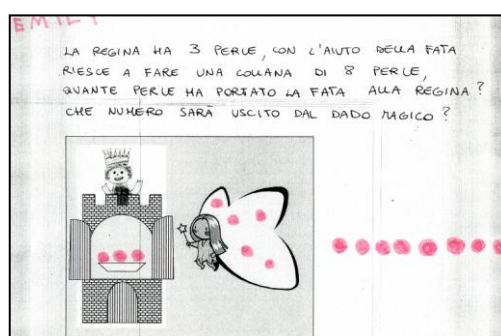 EMILY
LA REGINA HA 3 PERLE, CON L'AIUTO DELLA FATA
RIESCE A FARE UNA COLLANA DI 8 PERLE,
QUANTE PERLE HA PORTATO LA FATA ALLA REGINA?
CHE NUMERO SARÀ USCITO DAL DADO MAGICO?